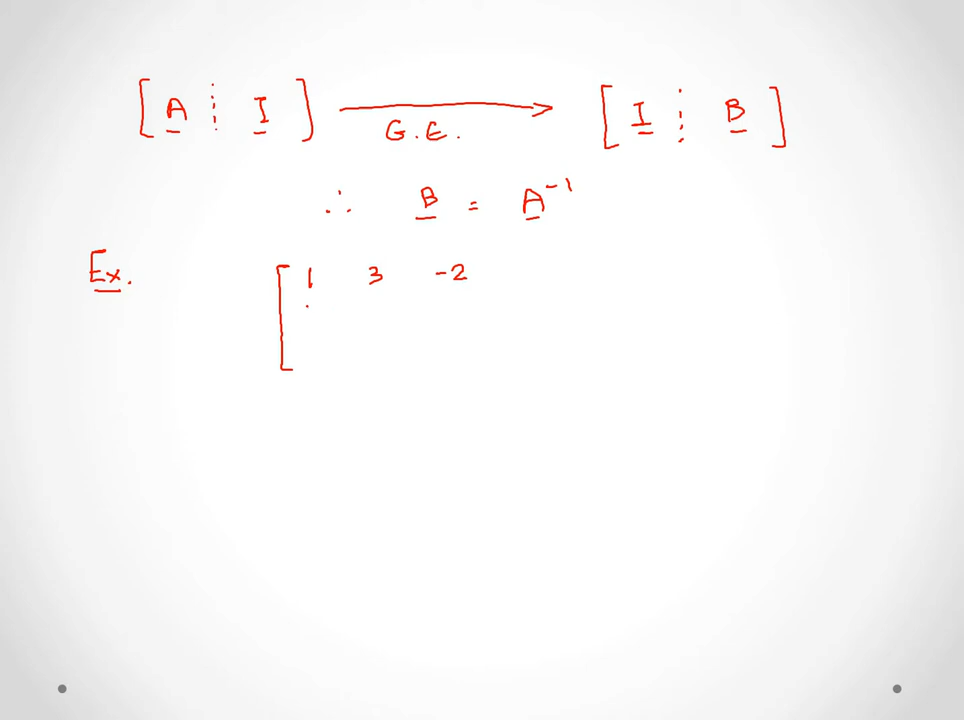 [ A ⋮ I ] → G.E. [ I ⋮ B ]
∴ B = A⁻¹
Ex. [ 1 3 -2